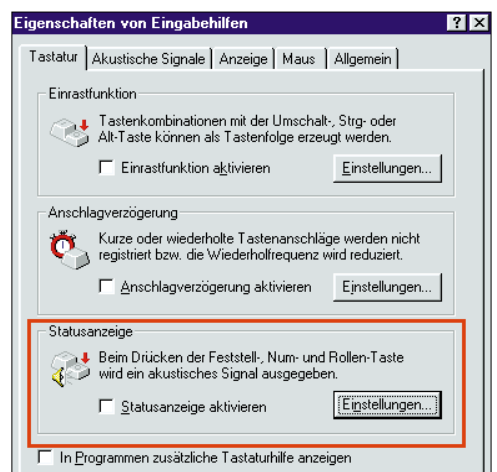 Eigenschaften von Eingabehilfen
Tastatur Akustische Signale Anzeige Maus Allgemein
Einrastfunktion
Tastenkombinationen mit der Umschalt-, Strg- oder
Alt-Taste können als Tastenfolge erzeugt werden.
Einrastfunktion aktivieren Einstellungen...
Anschlagverzögerung
Kurze oder wiederholte Tastenanschläge werden nicht
registriert bzw. die Wiederholfrequenz wird reduziert.
Anschlagverzögerung aktivieren Einstellungen...
Statusanzeige
Beim Drücken der Feststell-, Num- und Rollen-Taste
wird ein akustisches Signal ausgegeben.
Statusanzeige aktivieren Einstellungen...
In Programmen zusätzliche Tastaturhilfe anzeigen